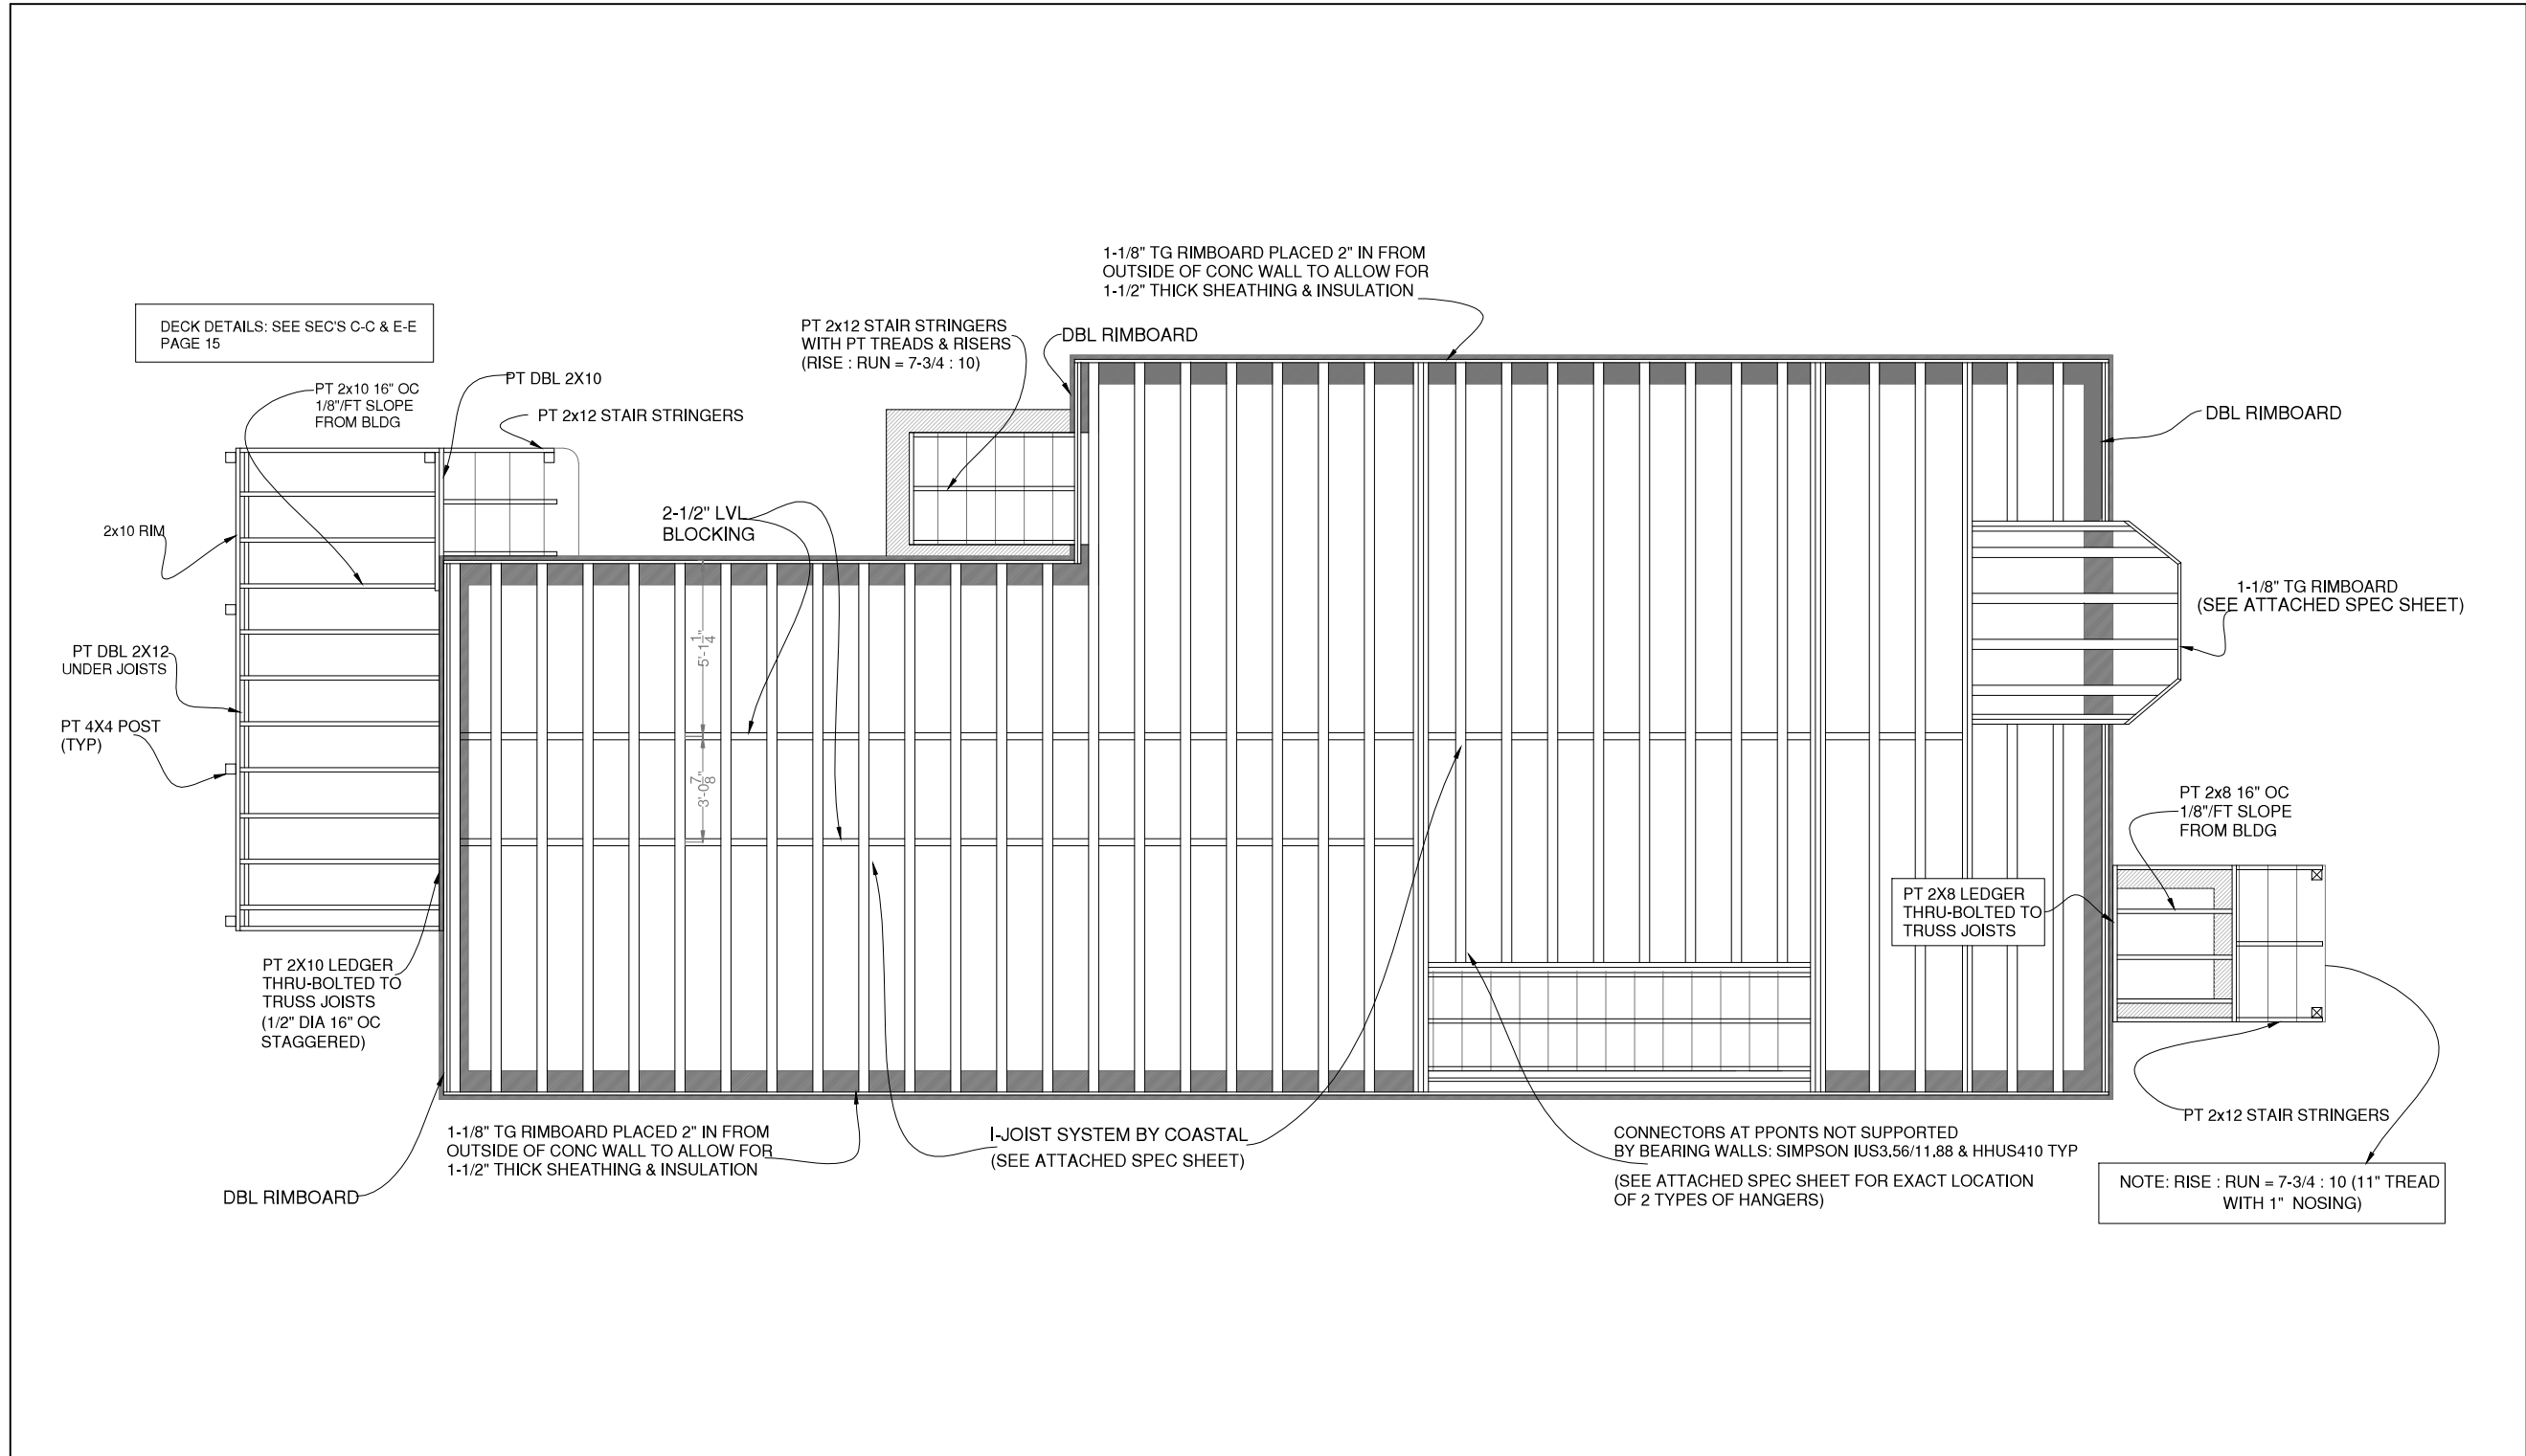 1-1/8" TG RIMBOARD PLACED 2" IN FROM
OUTSIDE OF CONC WALL TO ALLOW FOR
1-1/2" THICK SHEATHING & INSULATION
DECK DETAILS: SEE SEC'S C-C & E-E
PAGE 15
PT 2x12 STAIR STRINGERS
WITH PT TREADS & RISERS
(RISE : RUN = 7-3/4 : 10)
DBL RIMBOARD
PT 2x10 16" OC
1/8"/FT SLOPE
FROM BLDG
PT DBL 2X10
PT 2x12 STAIR STRINGERS
DBL RIMBOARD
2x10 RIM
2-1/2" LVL
BLOCKING
1-1/8" TG RIMBOARD
(SEE ATTACHED SPEC SHEET)
5'-1 1/4"
PT DBL 2X12
UNDER JOISTS
PT 4X4 POST
(TYP)
3'-0 7/8"
PT 2x8 16" OC
1/8"/FT SLOPE
FROM BLDG
PT 2X8 LEDGER
THRU-BOLTED TO
TRUSS JOISTS
PT 2X10 LEDGER
THRU-BOLTED TO
TRUSS JOISTS
(1/2" DIA 16" OC
STAGGERED)
PT 2x12 STAIR STRINGERS
1-1/8" TG RIMBOARD PLACED 2" IN FROM
OUTSIDE OF CONC WALL TO ALLOW FOR
1-1/2" THICK SHEATHING & INSULATION
I-JOIST SYSTEM BY COASTAL
(SEE ATTACHED SPEC SHEET)
CONNECTORS AT PPONTS NOT SUPPORTED
BY BEARING WALLS: SIMPSON IUS3.56/11.88 & HHUS410 TYP
(SEE ATTACHED SPEC SHEET FOR EXACT LOCATION
OF 2 TYPES OF HANGERS)
DBL RIMBOARD
NOTE: RISE : RUN = 7-3/4 : 10 (11" TREAD
WITH 1" NOSING)